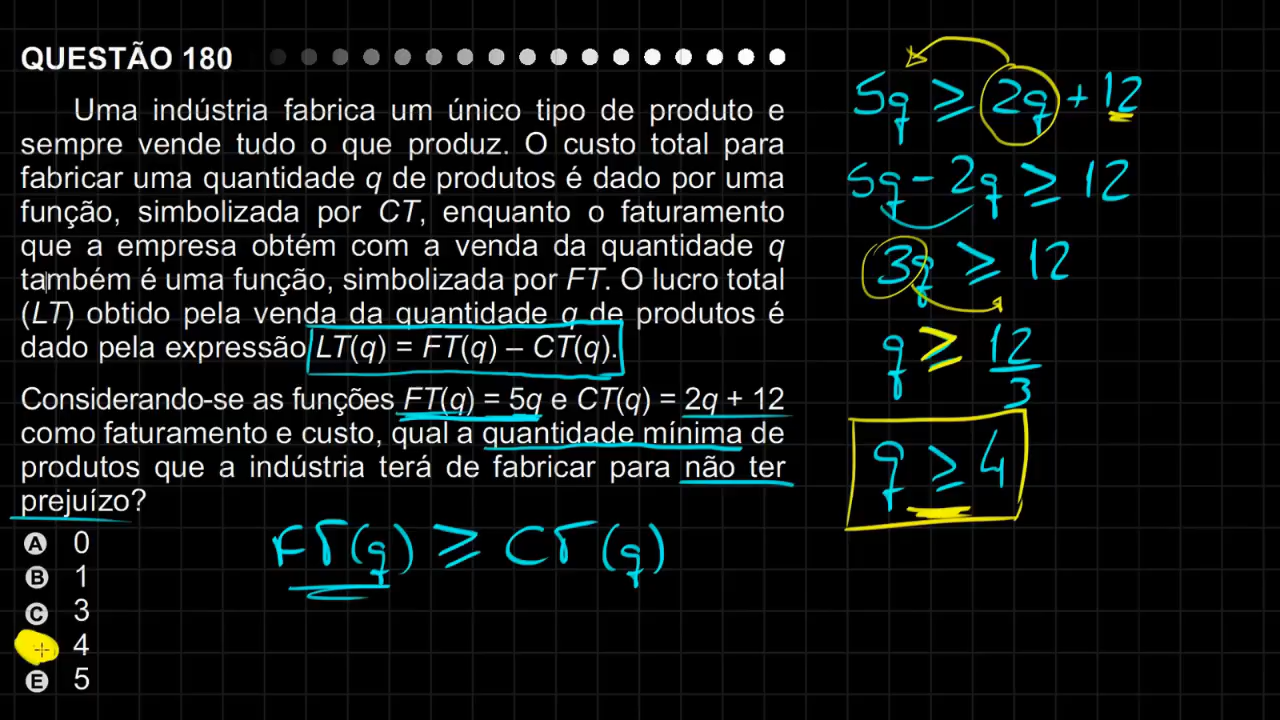 QUESTÃO 180
Uma indústria fabrica um único tipo de produto e
sempre vende tudo o que produz. O custo total para
fabricar uma quantidade q de produtos é dado por uma
função, simbolizada por CT, enquanto o faturamento
que a empresa obtém com a venda da quantidade q
também é uma função, simbolizada por FT. O lucro total
(LT) obtido pela venda da quantidade q de produtos é
dado pela expressão LT(q) = FT(q) – CT(q).
Considerando-se as funções FT(q) = 5q e CT(q) = 2q + 12
como faturamento e custo, qual a quantidade mínima de
produtos que a indústria terá de fabricar para não ter
prejuízo?
A 0
B 1
C 3
4
E 5
FT(q) ≥ CT(q)
5q ≥ 2q + 12
5q - 2q ≥ 12
3q ≥ 12
q ≥ 12
3
q ≥ 4